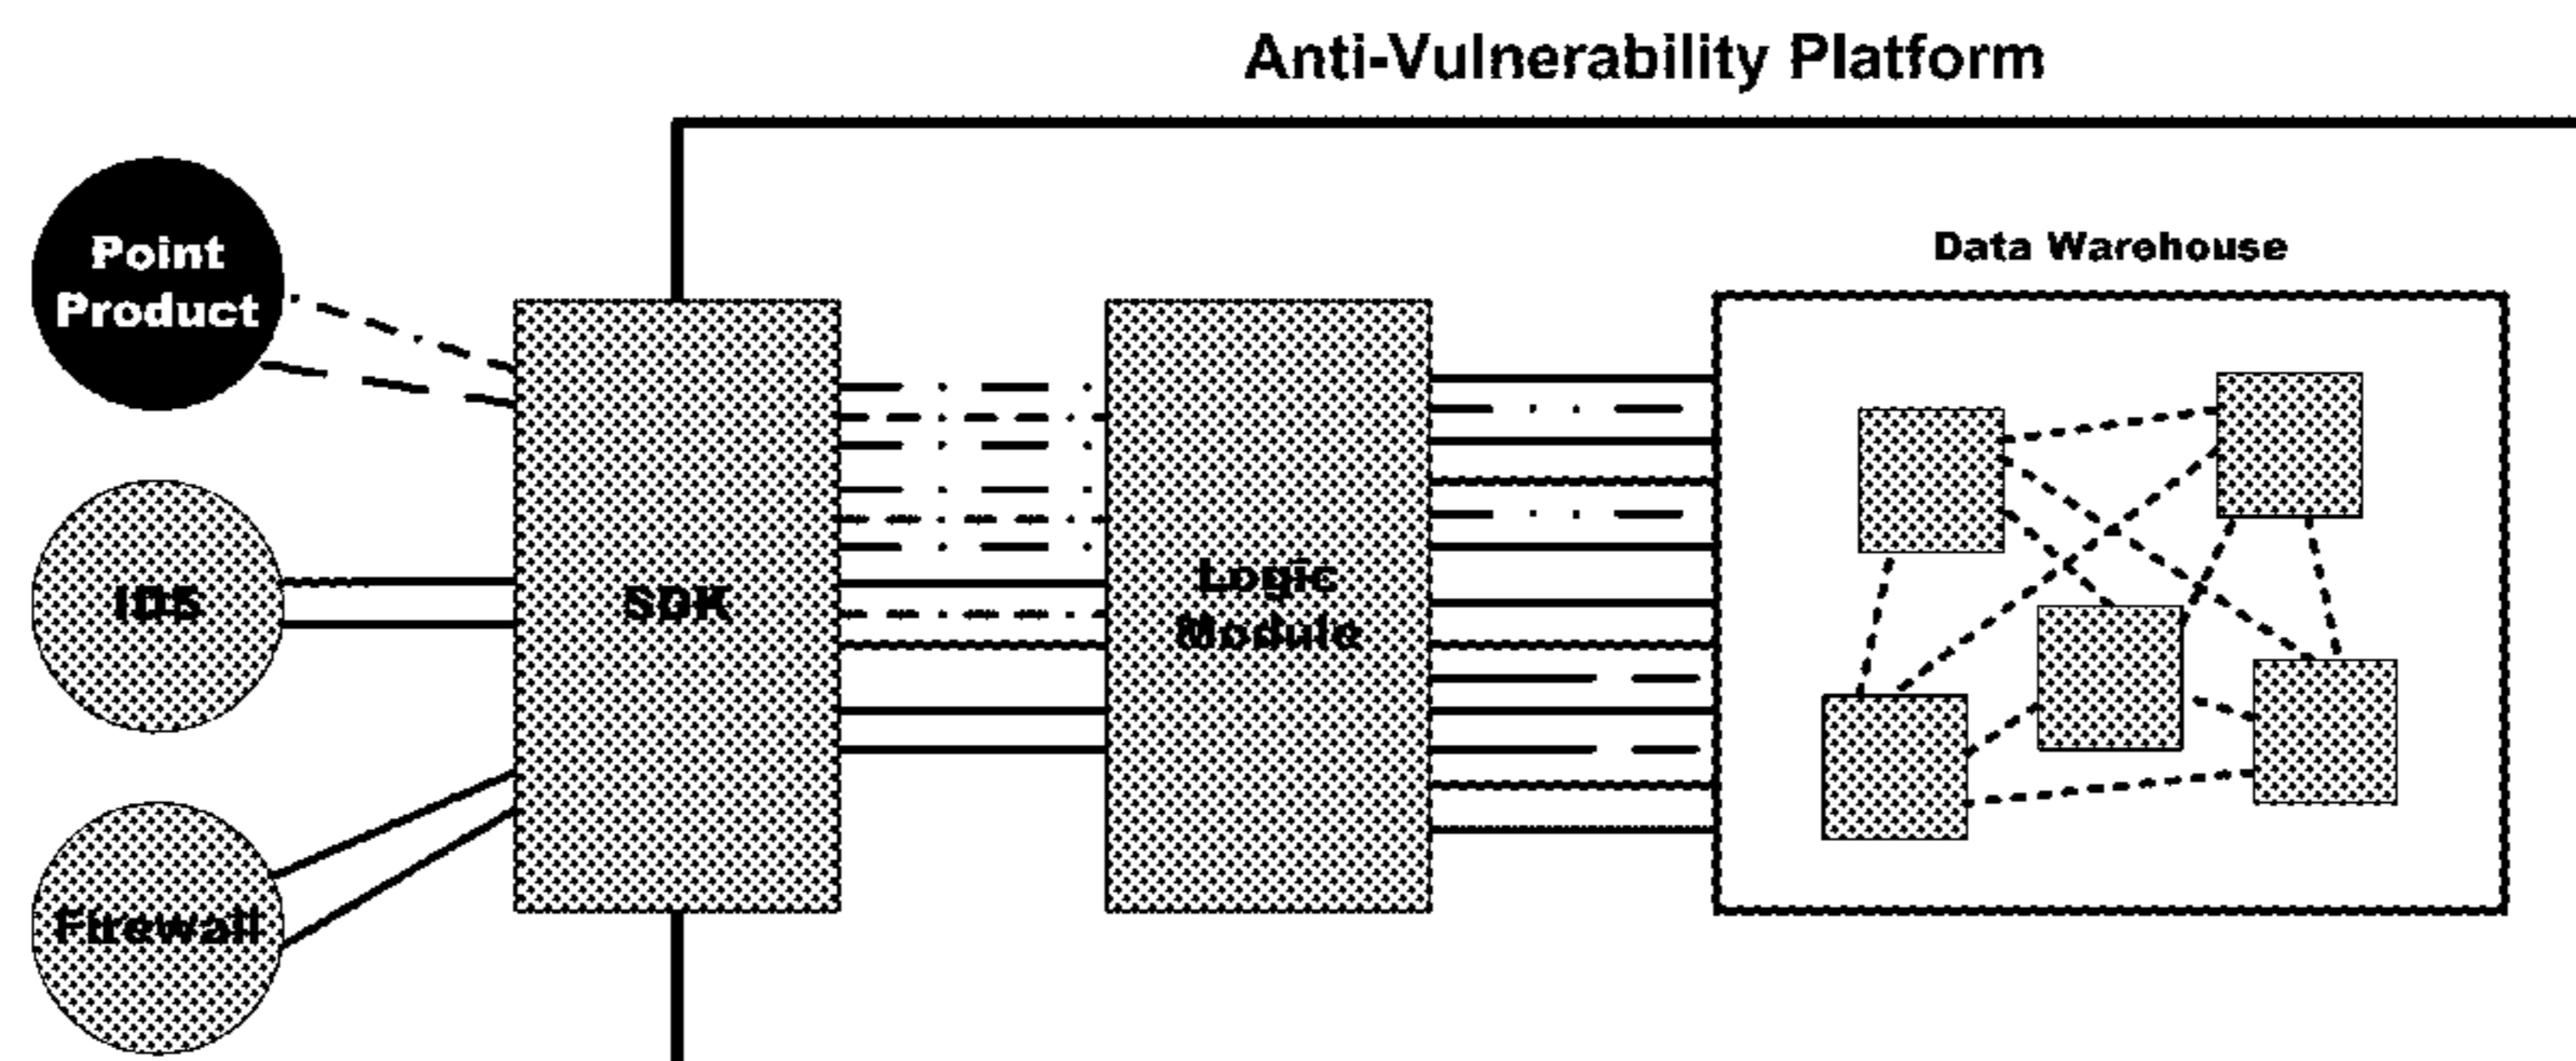 Anti-Vulnerability Platform
Point
Product
Data Warehouse
IDS
SDK
Logic
Module
Firewall